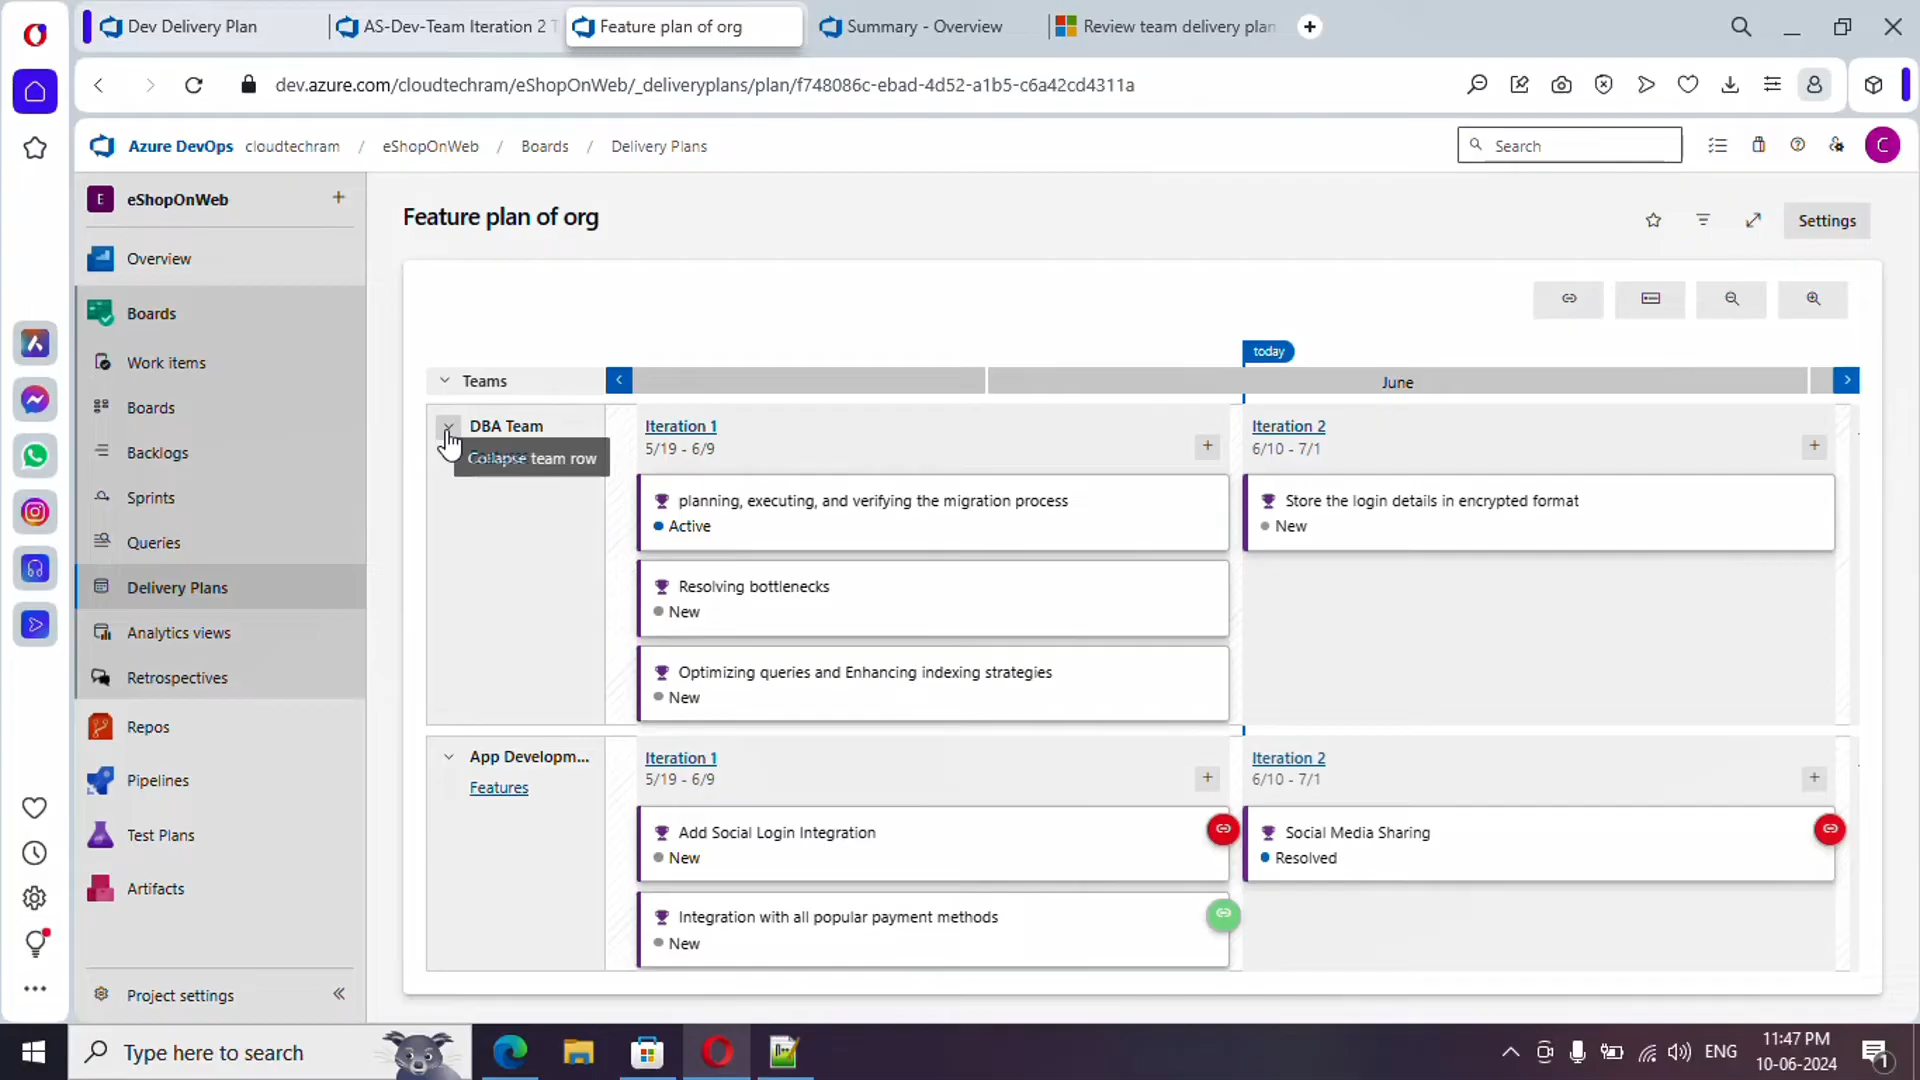 Dev Delivery Plan
AS-Dev-Team Iteration 2 T
Feature plan of org
Summary - Overview
Review team delivery plan
dev.azure.com/cloudtechram/eShopOnWeb/_deliveryplans/plan/f748086c-ebad-4d52-a1b5-c6a42cd4311a
Azure DevOps cloudtechram / eShopOnWeb / Boards / Delivery Plans
Search
C
E eShopOnWeb
Overview
Boards
Work items
Boards
Backlogs
Sprints
Queries
Delivery Plans
Analytics views
Retrospectives
Repos
Pipelines
Test Plans
Artifacts
Project settings
Feature plan of org
Settings
today
Teams
June
DBA Team
Features
Collapse team row
Iteration 1
5/19 - 6/9
planning, executing, and verifying the migration process
Active
Resolving bottlenecks
New
Optimizing queries and Enhancing indexing strategies
New
Iteration 2
6/10 - 7/1
Store the login details in encrypted format
New
App Developm...
Features
Iteration 1
5/19 - 6/9
Add Social Login Integration
New
Integration with all popular payment methods
New
Iteration 2
6/10 - 7/1
Social Media Sharing
Resolved
Type here to search
ENG
11:47 PM
10-06-2024
1